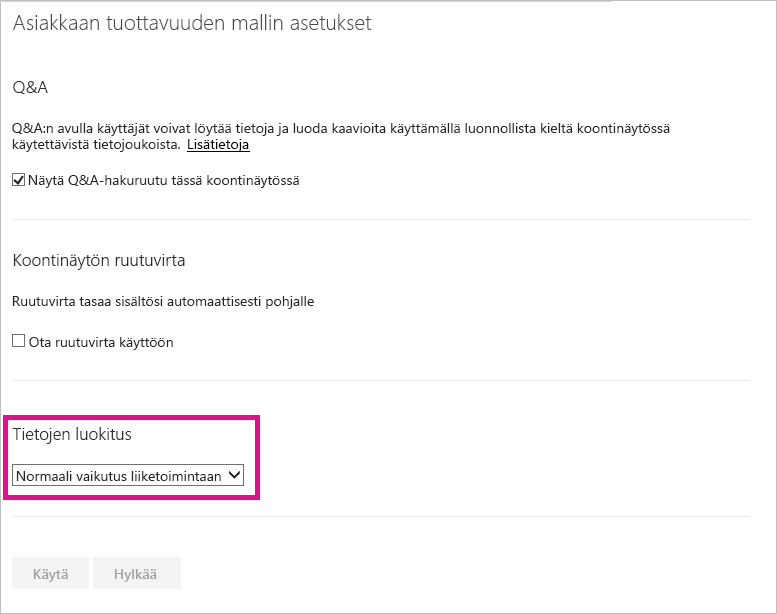 Asiakkaan tuottavuuden mallin asetukset
Q&A
Q&A:n avulla käyttäjät voivat löytää tietoja ja luoda kaavioita käyttämällä luonnollista kieltä koontinäytössä
käytettävistä tietojoukoista. Lisätietoja
Näytä Q&A-hakuruutu tässä koontinäytössä
Koontinäytön ruutuvirta
Ruutuvirta tasaa sisältösi automaattisesti pohjalle
Ota ruutuvirta käyttöön
Tietojen luokitus
Normaali vaikutus liiketoimintaan
Käytä Hylkää